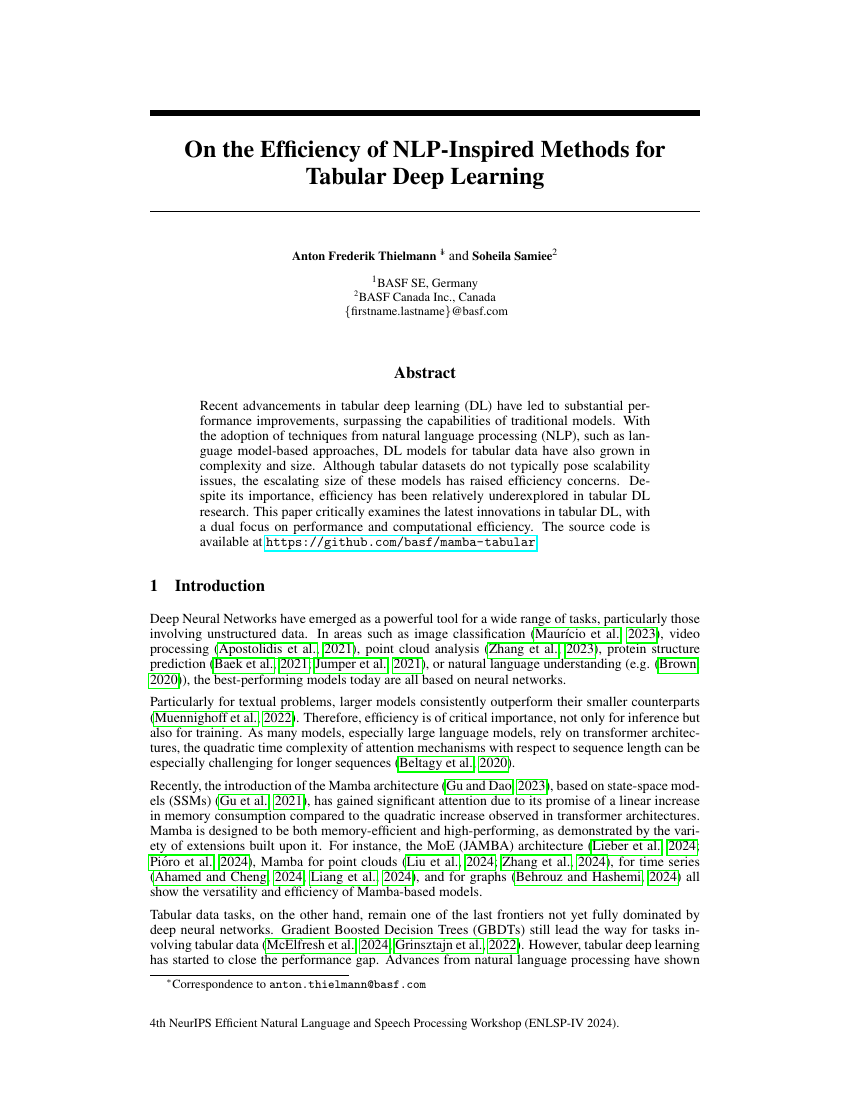 On the Efficiency of NLP-Inspired Methods for
Tabular Deep Learning
Anton Frederik Thielmann * and Soheila Samiee2
1BASF SE, Germany
2BASF Canada Inc., Canada
{firstname.lastname}@basf.com
Abstract
Recent advancements in tabular deep learning (DL) have led to substantial per-
formance improvements, surpassing the capabilities of traditional models. With
the adoption of techniques from natural language processing (NLP), such as lan-
guage model-based approaches, DL models for tabular data have also grown in
complexity and size. Although tabular datasets do not typically pose scalability
issues, the escalating size of these models has raised efficiency concerns. De-
spite its importance, efficiency has been relatively underexplored in tabular DL
research. This paper critically examines the latest innovations in tabular DL, with
a dual focus on performance and computational efficiency. The source code is
available at https://github.com/basf/mamba-tabular
1 Introduction
Deep Neural Networks have emerged as a powerful tool for a wide range of tasks, particularly those
involving unstructured data. In areas such as image classification (Maurício et al., 2023), video
processing (Apostolidis et al., 2021), point cloud analysis (Zhang et al., 2023), protein structure
prediction (Baek et al., 2021; Jumper et al., 2021), or natural language understanding (e.g. (Brown,
2020)), the best-performing models today are all based on neural networks.
Particularly for textual problems, larger models consistently outperform their smaller counterparts
(Muennighoff et al., 2022). Therefore, efficiency is of critical importance, not only for inference but
also for training. As many models, especially large language models, rely on transformer architec-
tures, the quadratic time complexity of attention mechanisms with respect to sequence length can be
especially challenging for longer sequences (Beltagy et al., 2020).
Recently, the introduction of the Mamba architecture (Gu and Dao, 2023), based on state-space mod-
els (SSMs) (Gu et al., 2021), has gained significant attention due to its promise of a linear increase
in memory consumption compared to the quadratic increase observed in transformer architectures.
Mamba is designed to be both memory-efficient and high-performing, as demonstrated by the vari-
ety of extensions built upon it. For instance, the MoE (JAMBA) architecture (Lieber et al., 2024;
Pióro et al., 2024), Mamba for point clouds (Liu et al., 2024; Zhang et al., 2024), for time series
(Ahamed and Cheng, 2024; Liang et al., 2024), and for graphs (Behrouz and Hashemi, 2024) all
show the versatility and efficiency of Mamba-based models.
Tabular data tasks, on the other hand, remain one of the last frontiers not yet fully dominated by
deep neural networks. Gradient Boosted Decision Trees (GBDTs) still lead the way for tasks in-
volving tabular data (McElfresh et al., 2024; Grinsztajn et al., 2022). However, tabular deep learning
has started to close the performance gap. Advances from natural language processing have shown
*Correspondence to anton.thielmann@basf.com
4th NeurIPS Efficient Natural Language and Speech Processing Workshop (ENLSP-IV 2024).